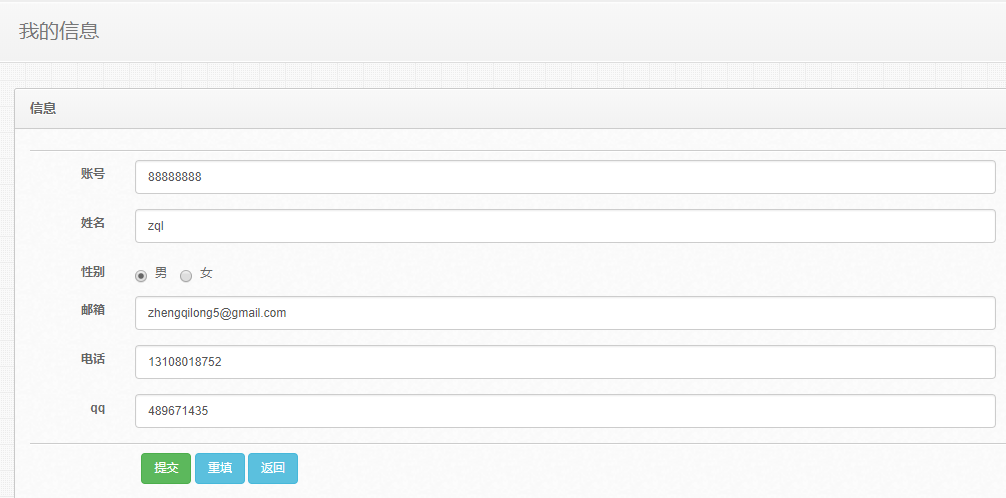 我的信息
信息
账号 88888888
姓名 zql
性别 男 女
邮箱 zhengqilong5@gmail.com
电话 13108018752
qq 489671435
提交 重填 返回